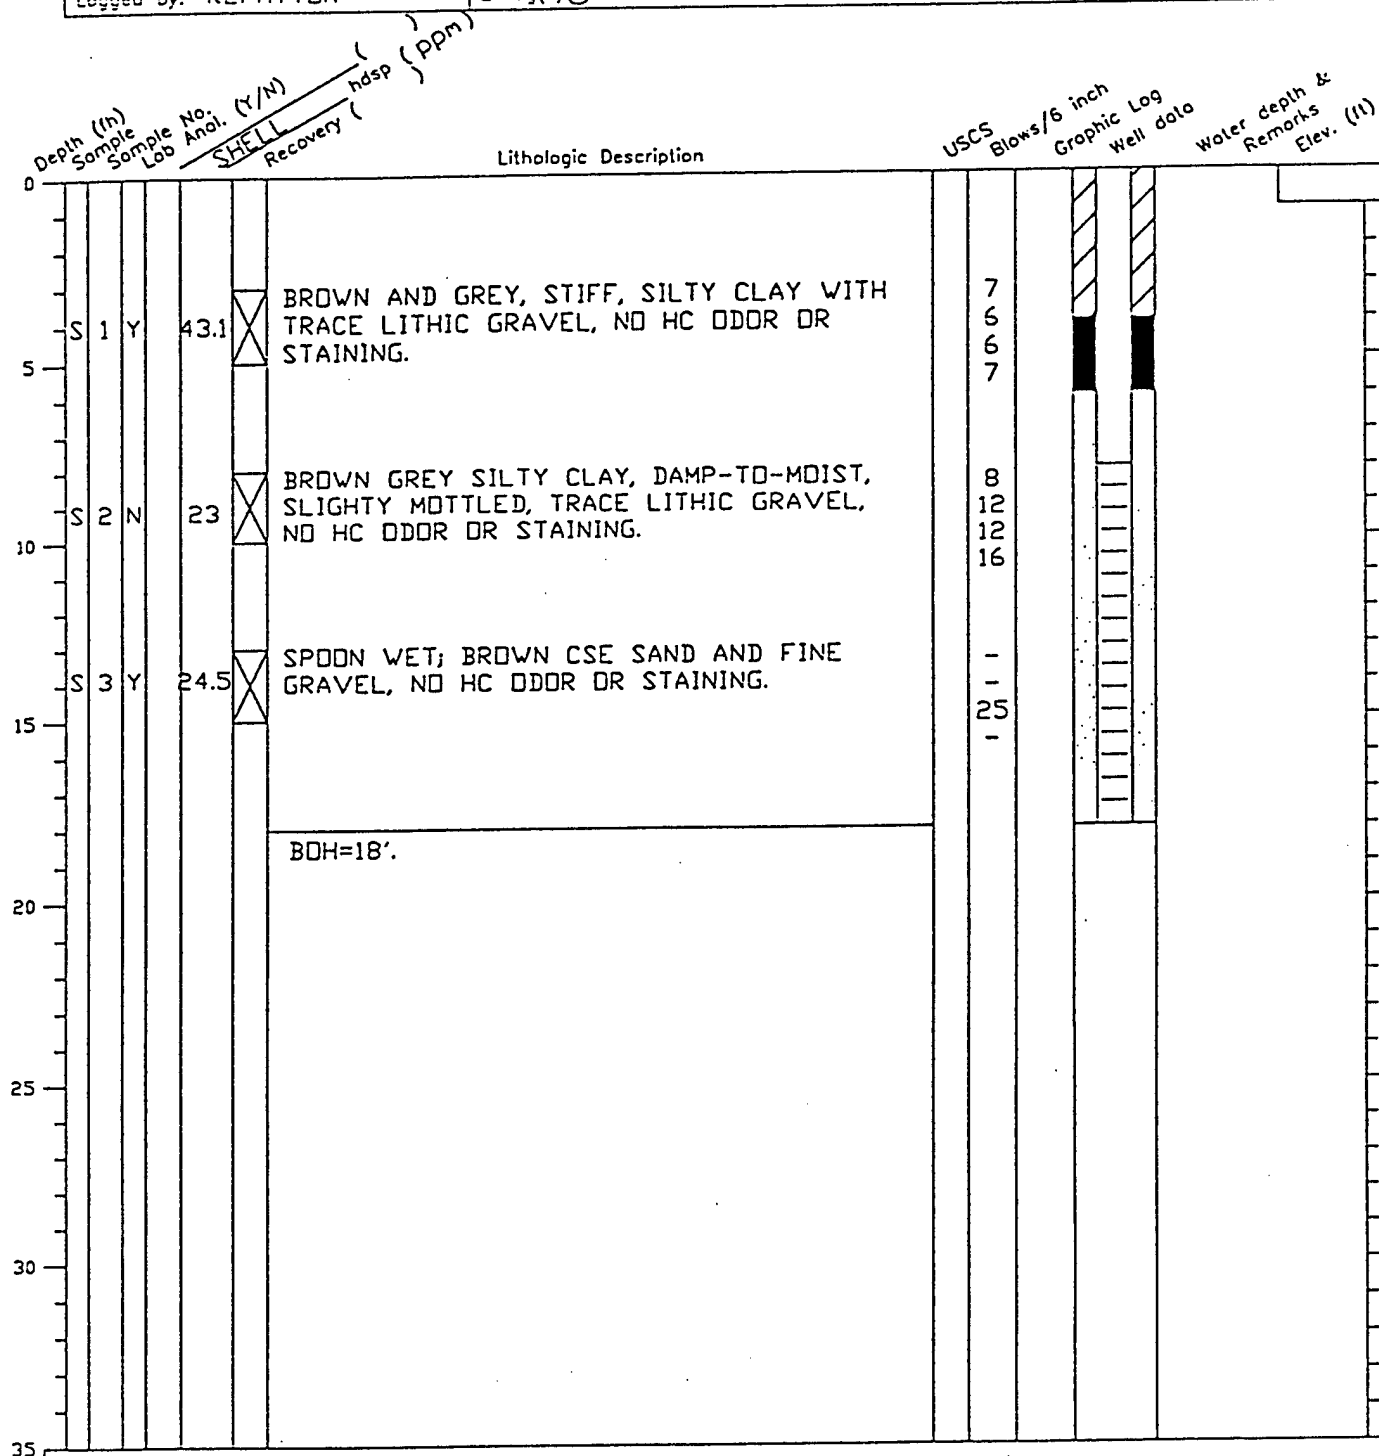 Logged by:
( )
hdsp (ppm)
Depth (fh)
Sample
Sample No.
Lab Anal. (Y/N)
SHELL
Recovery ( )
Lithologic Description
USCS
Blows/6 inch
Graphic Log
Well data
Water depth &
Remarks
Elev. (ft)
0
BROWN AND GREY, STIFF, SILTY CLAY WITH
TRACE LITHIC GRAVEL, NO HC ODOR OR
STAINING.
S 1 Y 43.1
7
6
6
7
5
BROWN GREY SILTY CLAY, DAMP-TO-MOIST,
SLIGHTY MOTTLED, TRACE LITHIC GRAVEL,
NO HC ODOR OR STAINING.
S 2 N 23
8
12
12
16
10
SPOON WET; BROWN CSE SAND AND FINE
GRAVEL, NO HC ODOR OR STAINING.
S 3 Y 24.5
-
-
25
-
15
BOH=18'.
20
25
30
35